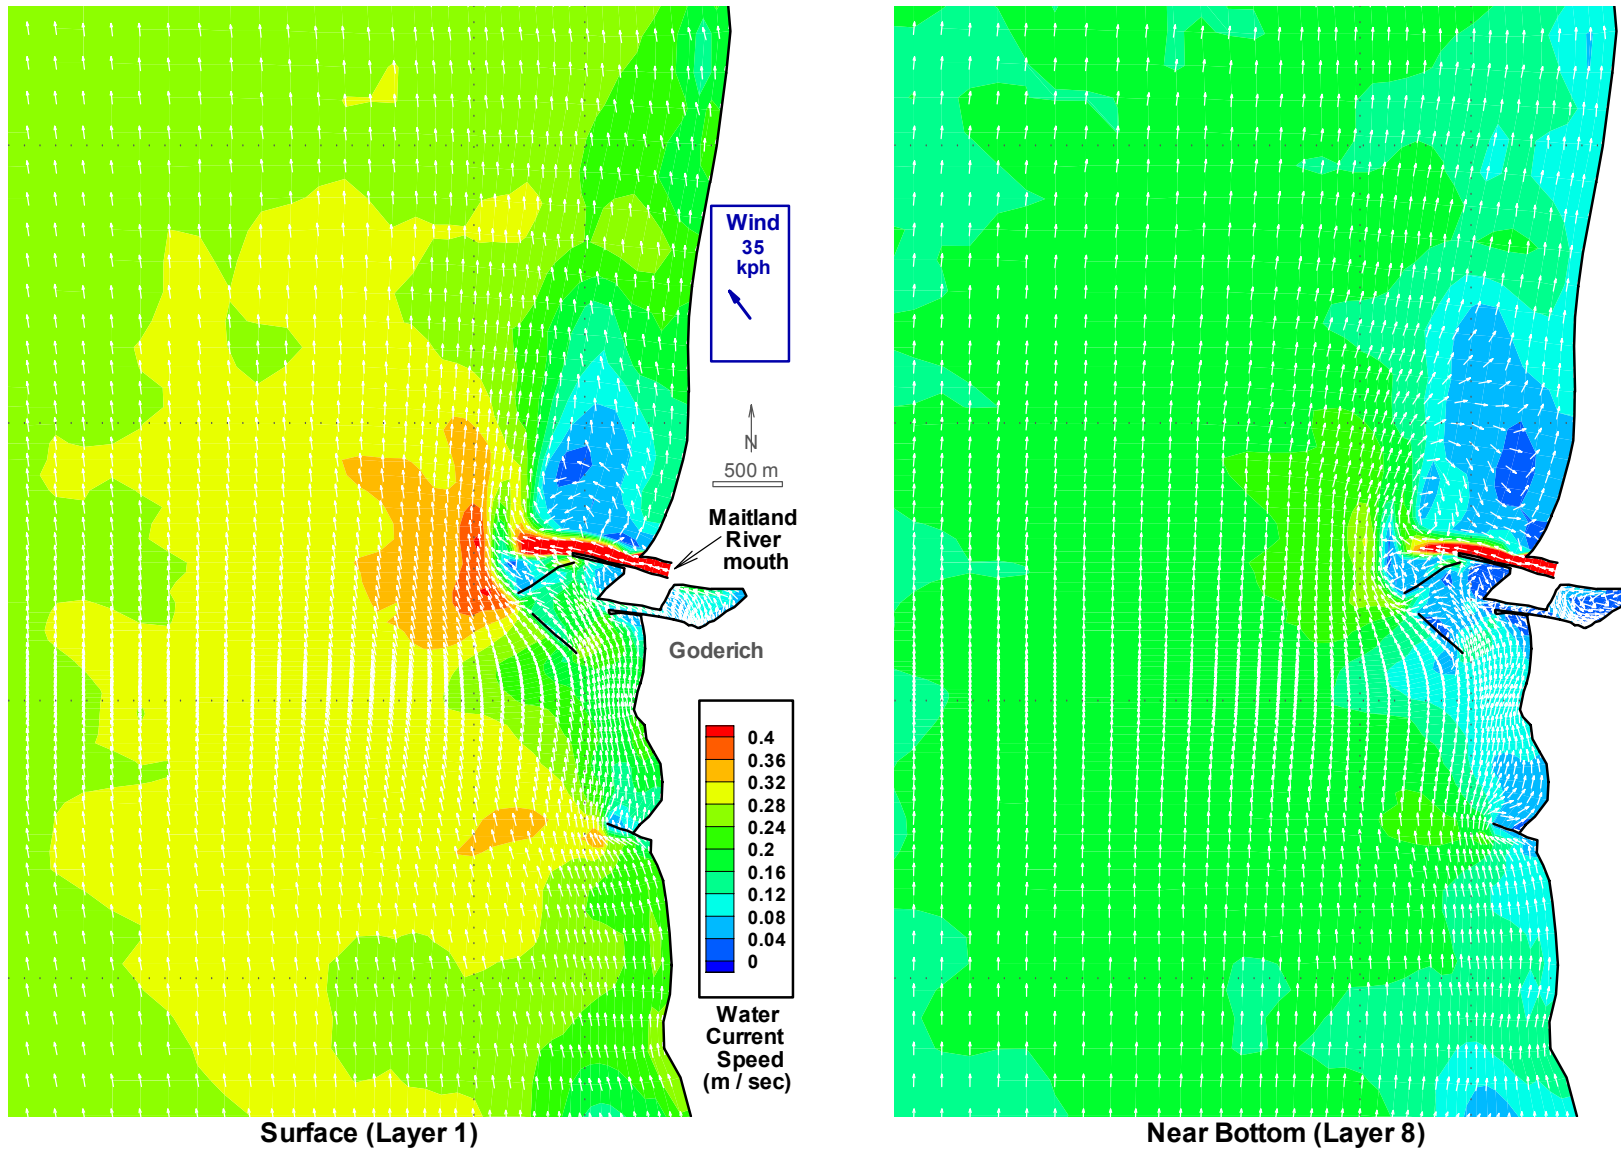 Wind
35
kph
N
500 m
Maitland
River
mouth
Goderich
0.4
0.36
0.32
0.28
0.24
0.2
0.16
0.12
0.08
0.04
0
Water
Current
Speed
(m / sec)
Surface (Layer 1)
Near Bottom (Layer 8)